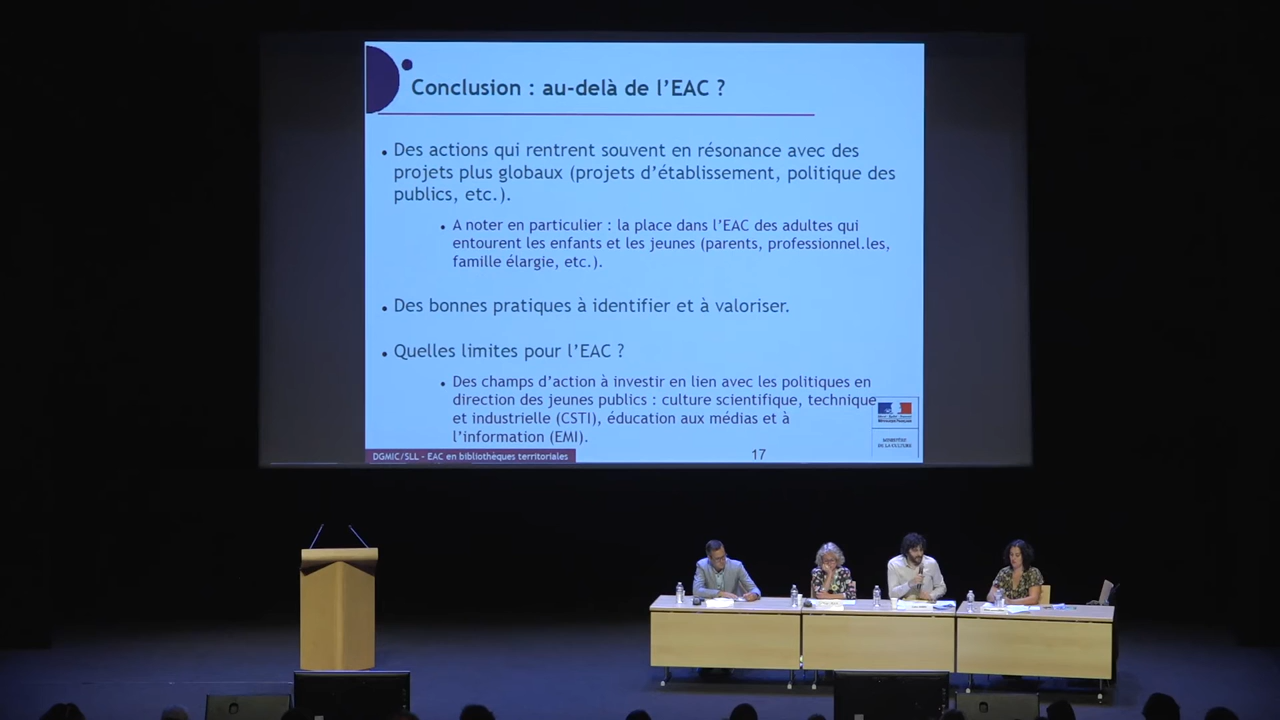 Conclusion : au-delà de l'EAC ?
• Des actions qui rentrent souvent en résonance avec des
projets plus globaux (projets d'établissement, politique des
publics, etc.).
• A noter en particulier : la place dans l'EAC des adultes qui
entourent les enfants et les jeunes (parents, professionnel.les,
famille élargie, etc.).
• Des bonnes pratiques à identifier et à valoriser.
• Quelles limites pour l'EAC ?
• Des champs d'action à investir en lien avec les politiques en
direction des jeunes publics : culture scientifique, technique
et industrielle (CSTI), éducation aux médias et à
l'information (EMI).
MINISTÈRE
DE LA CULTURE
DGMIC/SLL - EAC en bibliothèques territoriales
17